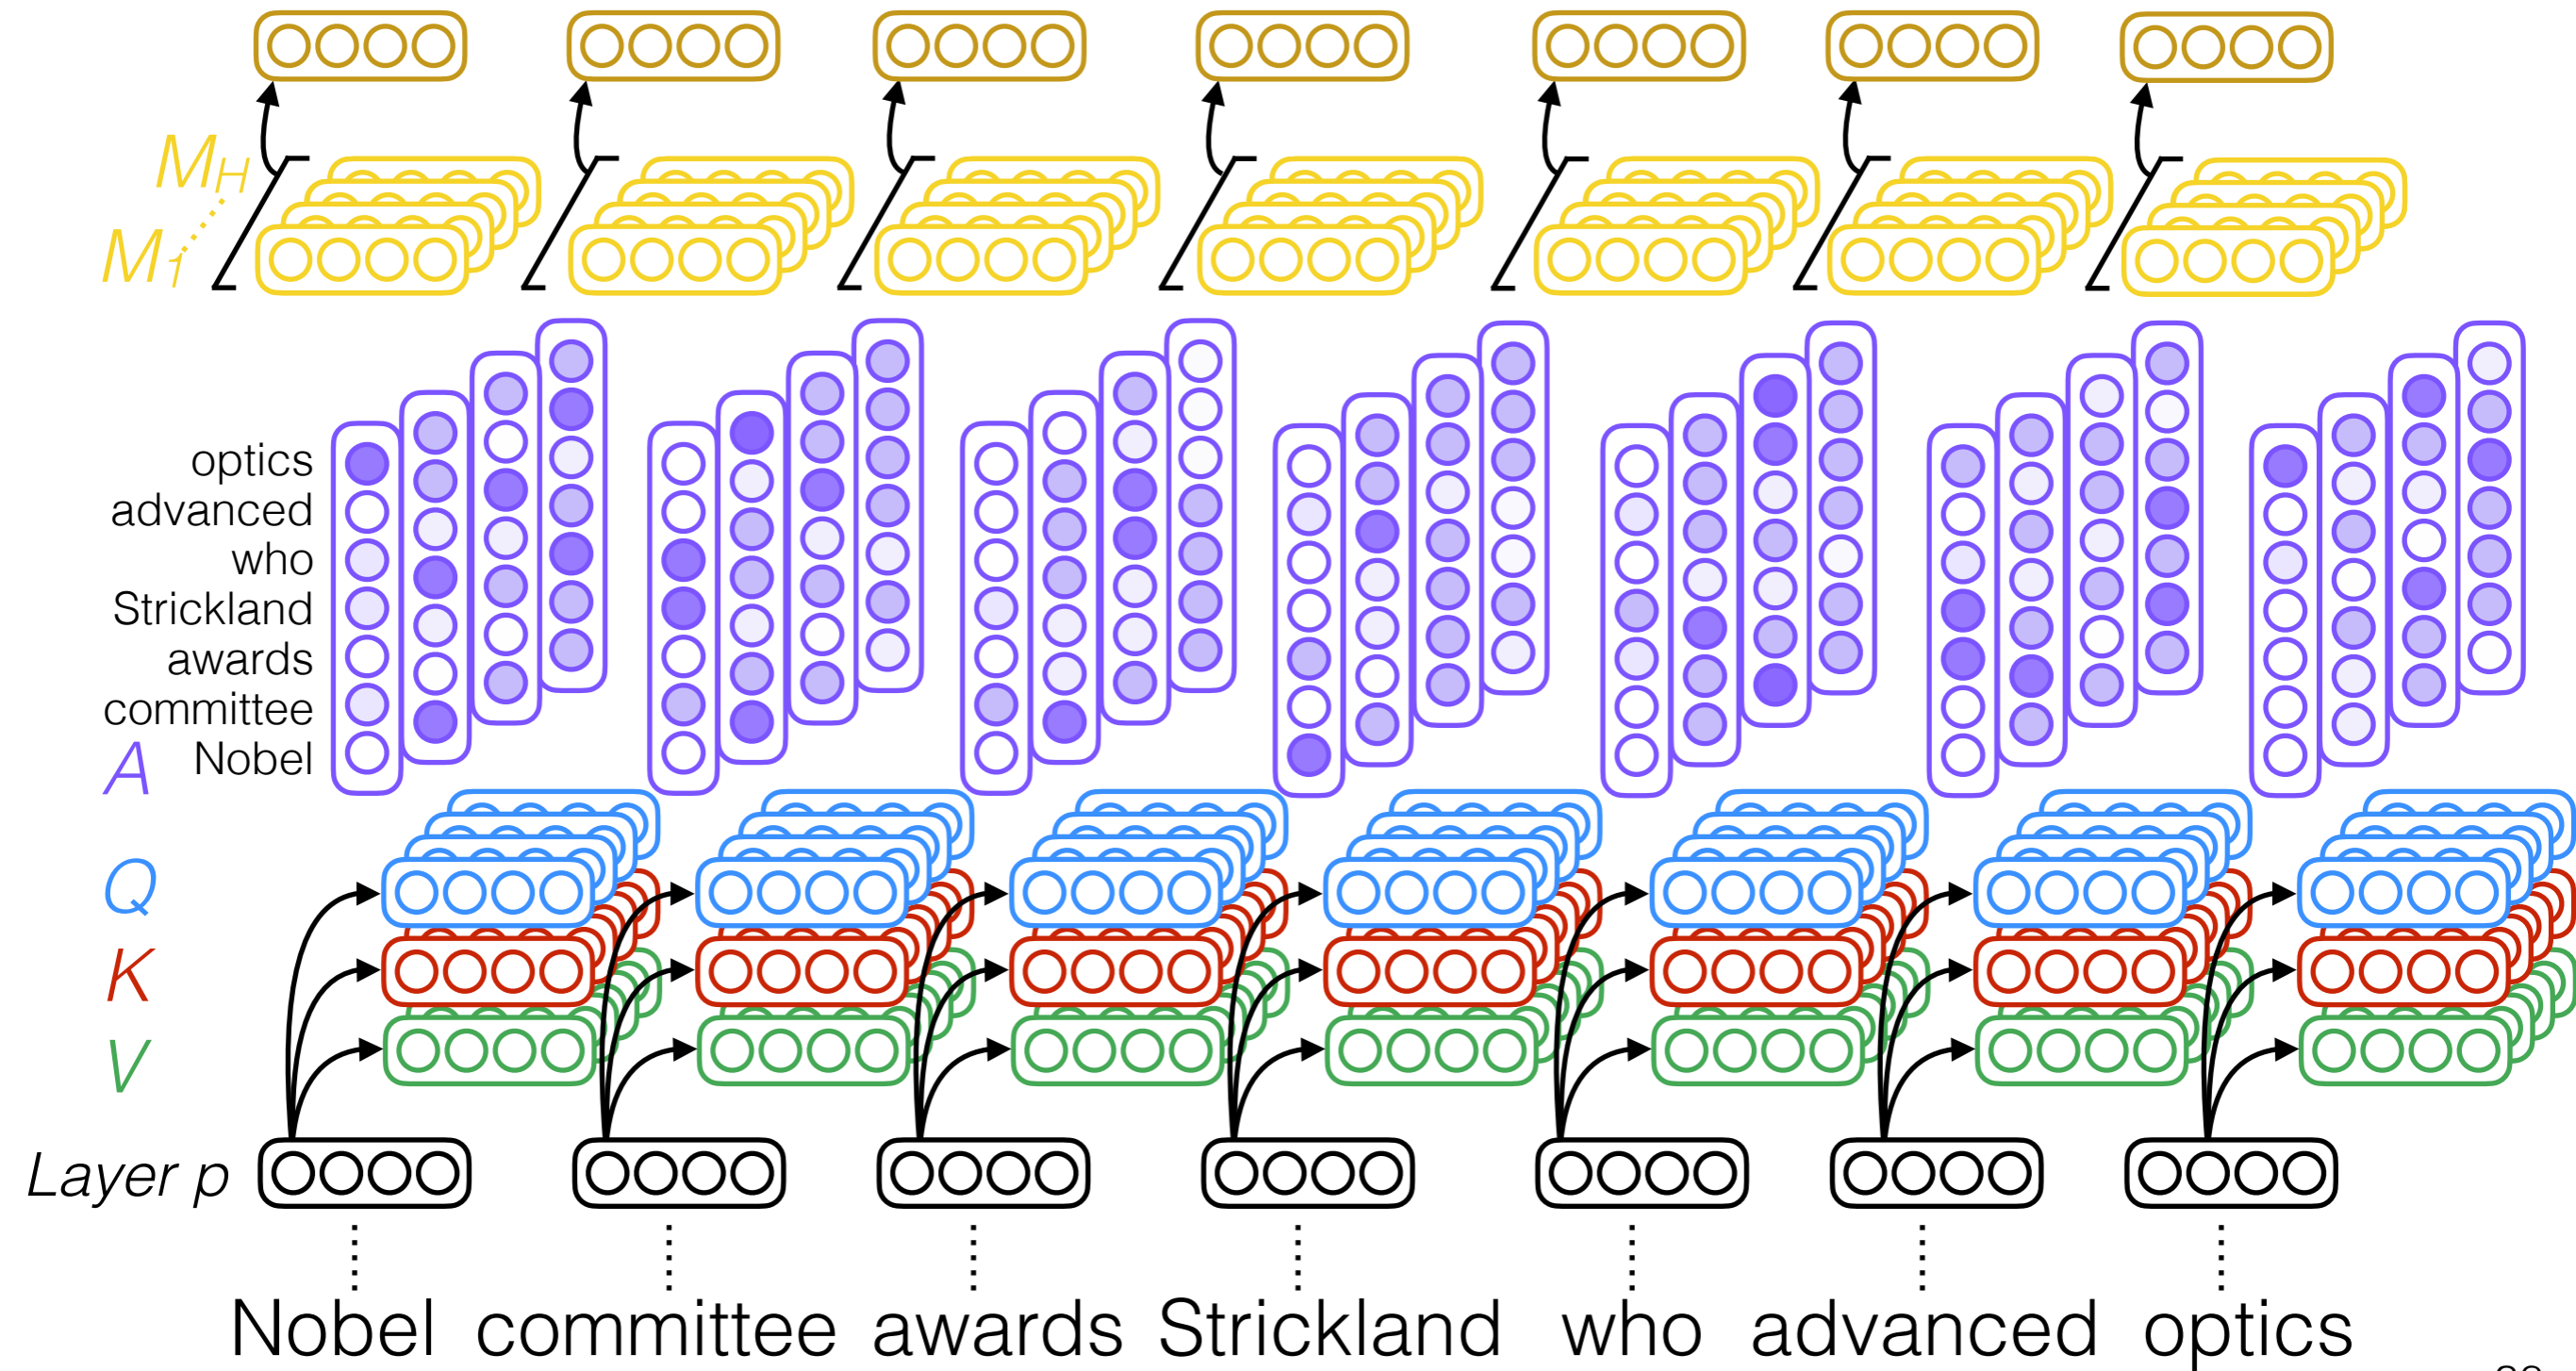 M_H
M_1
optics
advanced
who
Strickland
awards
committee
A Nobel
Q
K
V
Layer p
Nobel committee awards Strickland who advanced optics